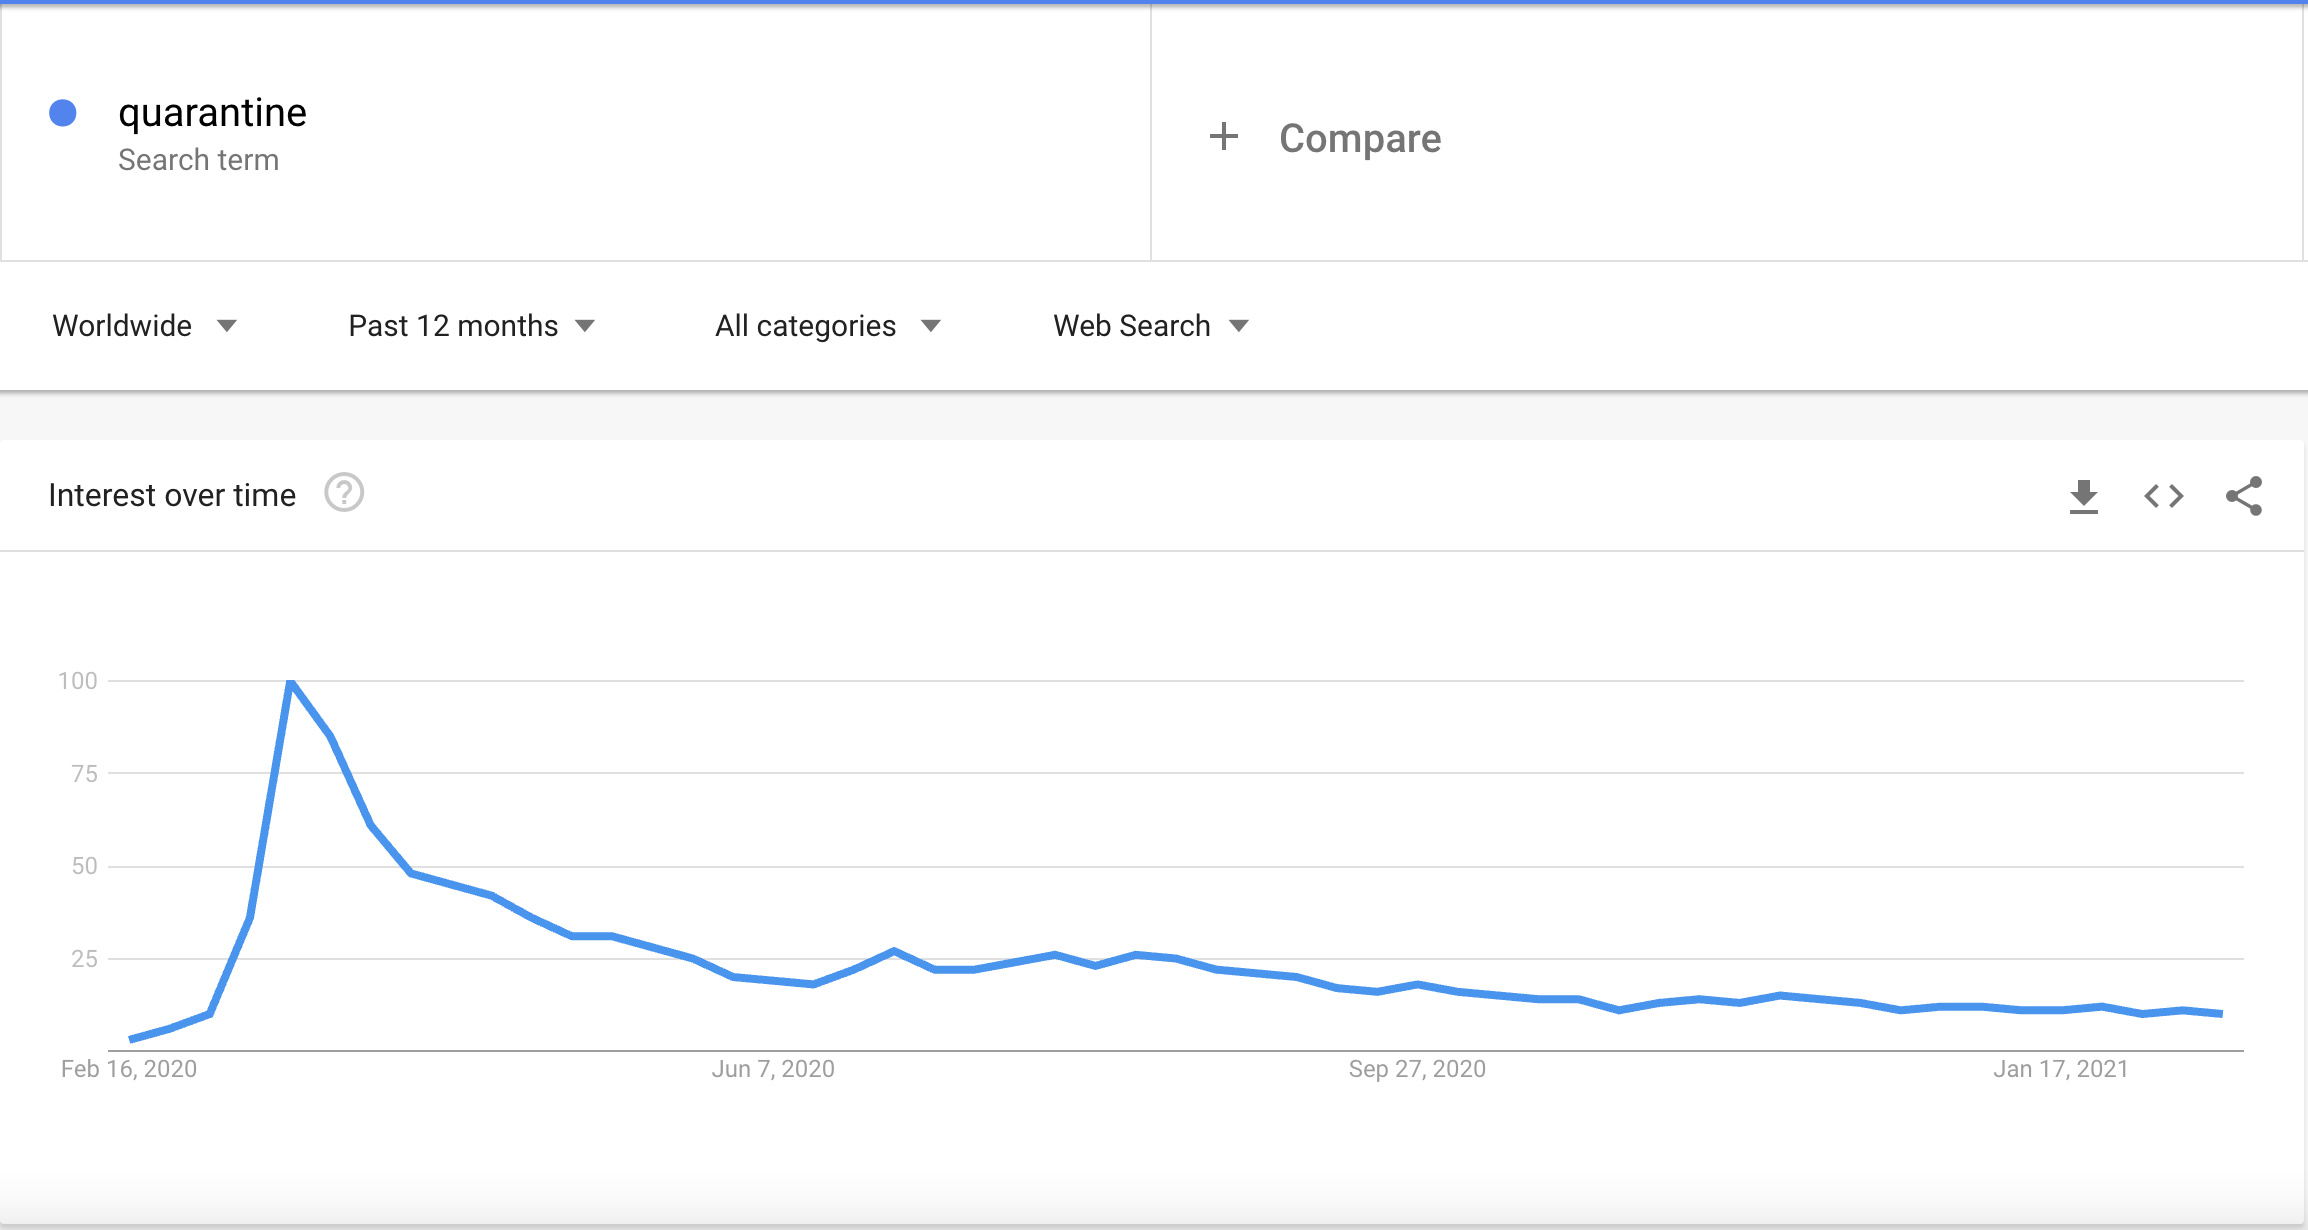 quarantine
Search term
+ Compare
Worldwide
Past 12 months
All categories
Web Search
Interest over time ?
100
75
50
25
Feb 16, 2020
Jun 7, 2020
Sep 27, 2020
Jan 17, 2021